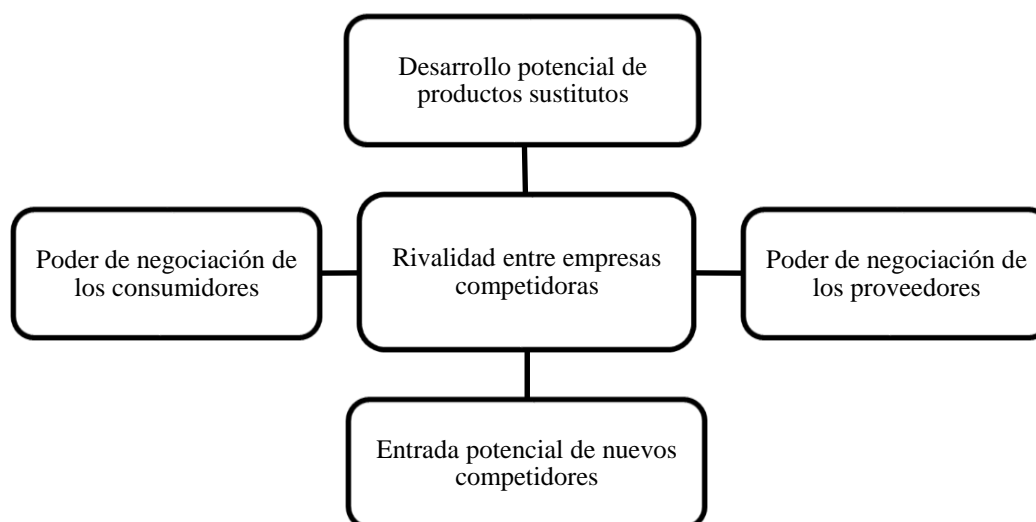 Desarrollo potencial de
productos sustitutos
Poder de negociación de
los consumidores
Rivalidad entre empresas
competidoras
Poder de negociación de
los proveedores
Entrada potencial de nuevos
competidores